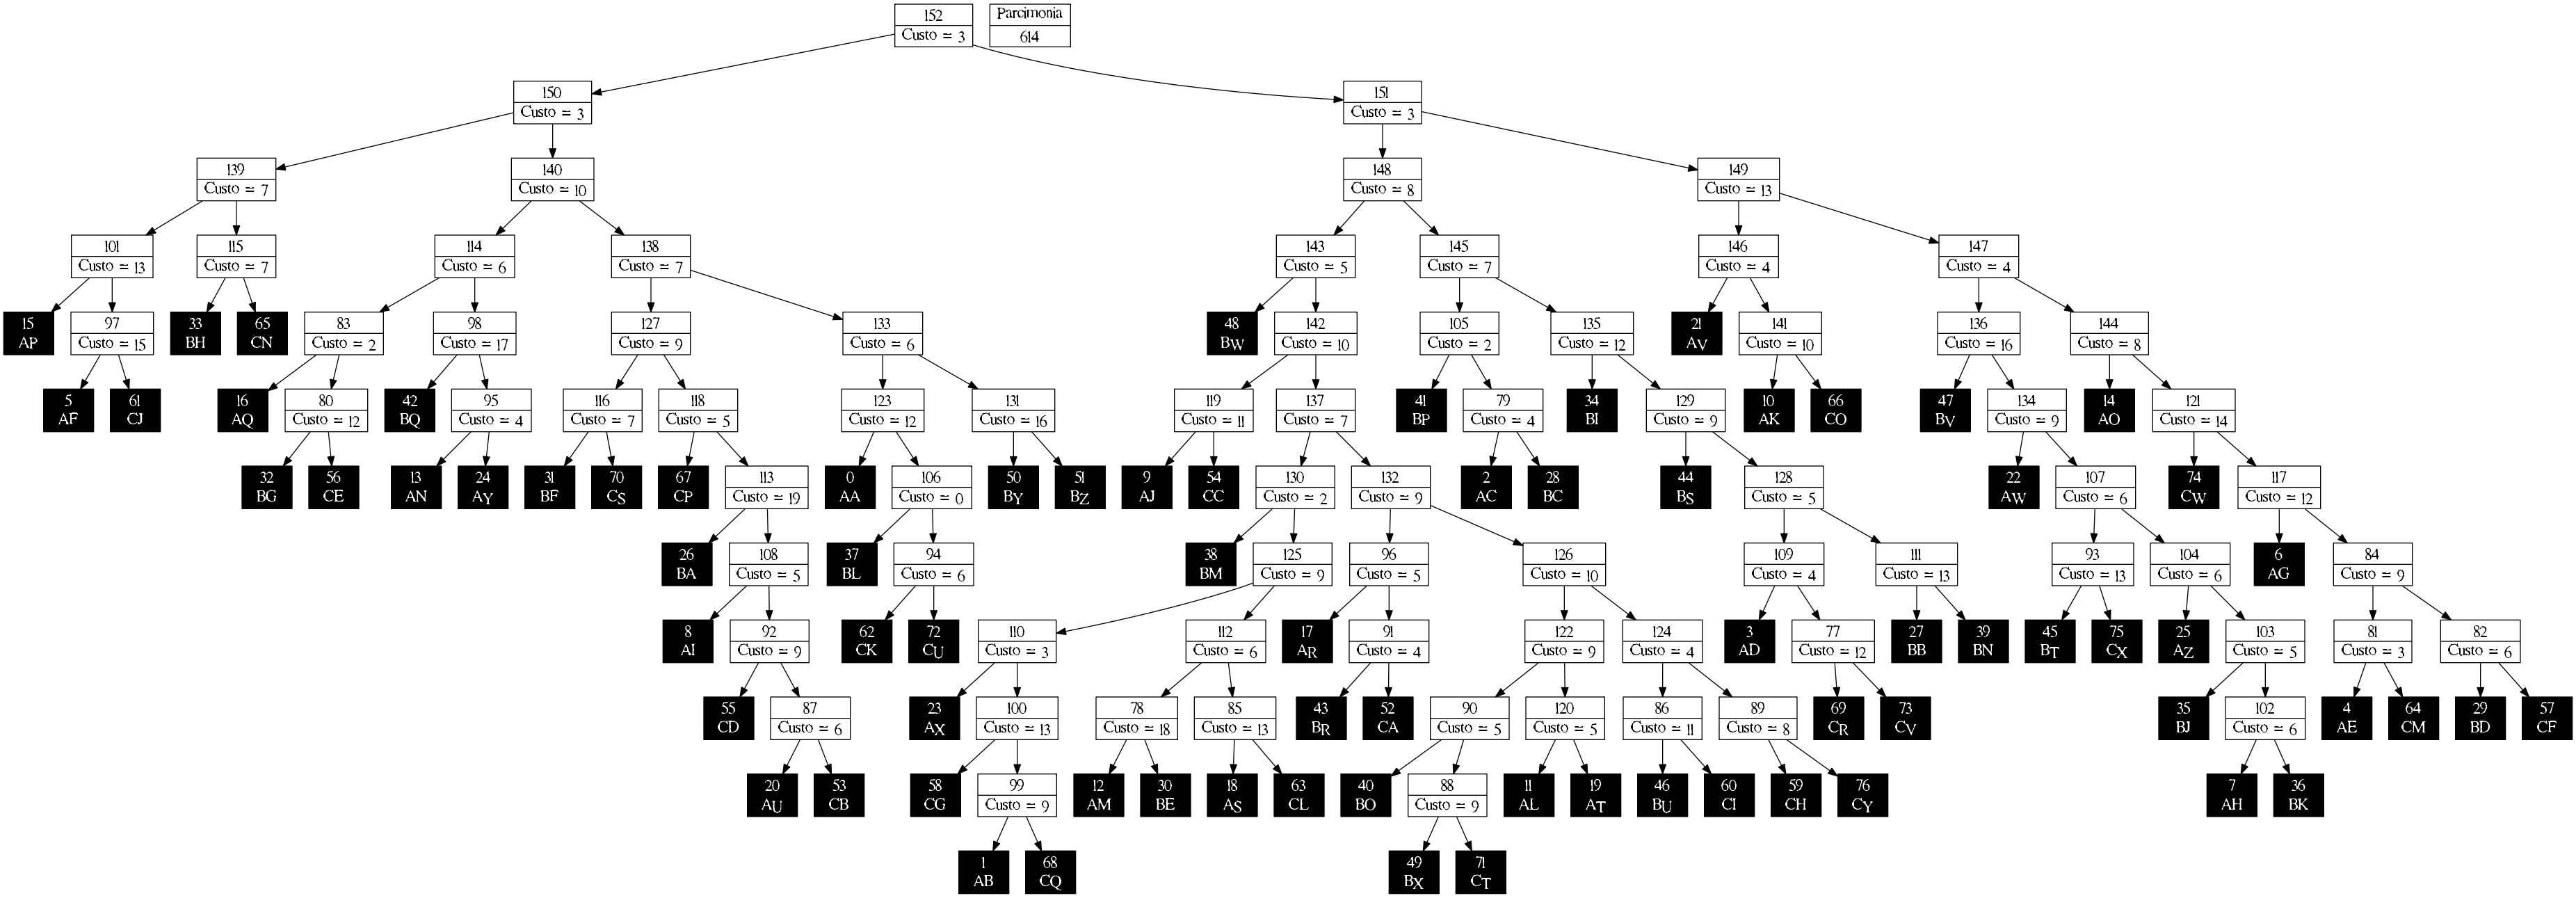 152
Custo = 3
Parcimonia
614
150
Custo = 3
151
Custo = 3
139
Custo = 7
140
Custo = 10
148
Custo = 8
149
Custo = 13
101
Custo = 13
115
Custo = 7
114
Custo = 6
138
Custo = 7
143
Custo = 5
145
Custo = 7
146
Custo = 4
147
Custo = 4
15
AP
97
Custo = 15
33
BH
65
CN
83
Custo = 2
98
Custo = 17
127
Custo = 9
133
Custo = 6
48
BW
142
Custo = 10
105
Custo = 2
135
Custo = 12
21
AV
141
Custo = 10
136
Custo = 16
144
Custo = 8
5
AF
61
CJ
16
AQ
80
Custo = 12
42
BQ
95
Custo = 4
116
Custo = 7
118
Custo = 5
123
Custo = 12
131
Custo = 16
119
Custo = 11
137
Custo = 7
41
BP
79
Custo = 4
34
BI
129
Custo = 9
10
AK
66
CO
47
BV
134
Custo = 9
14
AO
121
Custo = 14
32
BG
56
CE
13
AN
24
AY
31
BF
70
CS
67
CP
113
Custo = 19
0
AA
106
Custo = 0
50
BY
51
BZ
9
AJ
54
CC
130
Custo = 2
132
Custo = 9
2
AC
28
BC
44
BS
128
Custo = 5
22
AW
107
Custo = 6
74
CW
117
Custo = 12
26
BA
108
Custo = 5
37
BL
94
Custo = 6
38
BM
125
Custo = 9
96
Custo = 5
126
Custo = 10
109
Custo = 4
111
Custo = 13
93
Custo = 13
104
Custo = 6
6
AG
84
Custo = 9
8
AI
92
Custo = 9
62
CK
72
CU
110
Custo = 3
112
Custo = 6
17
AR
91
Custo = 4
122
Custo = 9
124
Custo = 4
3
AD
77
Custo = 12
27
BB
39
BN
45
BT
75
CX
25
AZ
103
Custo = 5
81
Custo = 3
82
Custo = 6
55
CD
87
Custo = 6
23
AX
100
Custo = 13
78
Custo = 18
85
Custo = 13
43
BR
52
CA
90
Custo = 5
120
Custo = 5
86
Custo = 11
89
Custo = 8
69
CR
73
CV
35
BJ
102
Custo = 6
4
AE
64
CM
29
BD
57
CF
20
AU
53
CB
58
CG
99
Custo = 9
12
AM
30
BE
18
AS
63
CL
40
BO
88
Custo = 9
11
AL
19
AT
46
BU
60
CI
59
CH
76
CY
7
AH
36
BK
1
AB
68
CQ
49
BX
71
CT